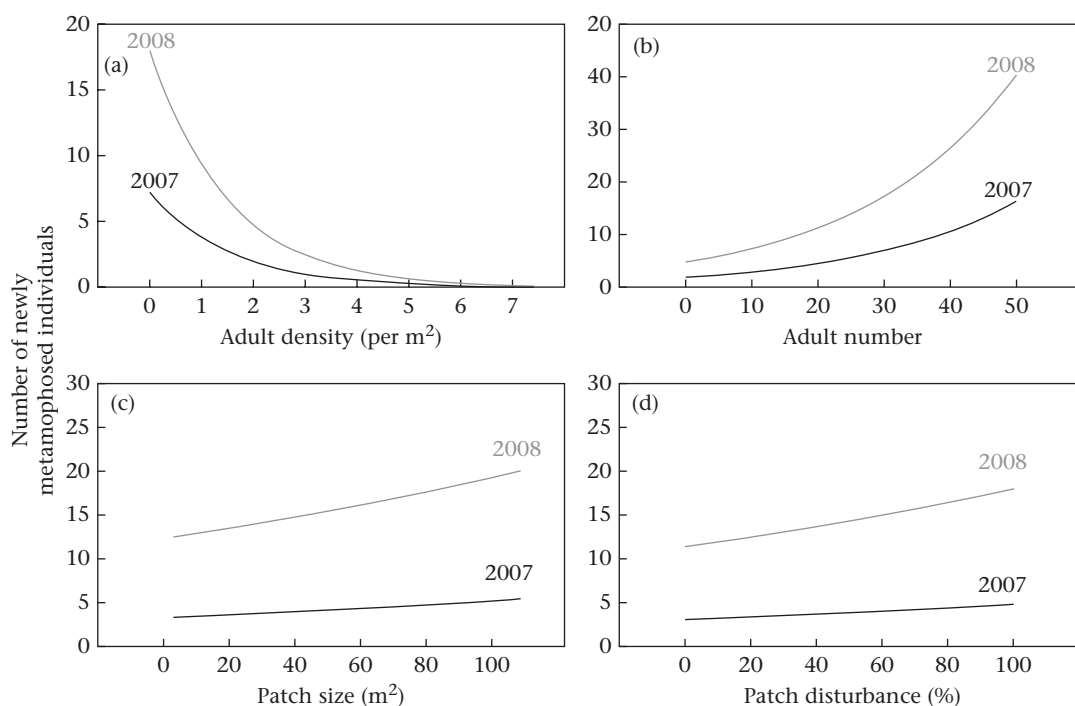 20
15
10
5
0
2008
(a)
2007
0 1 2 3 4 5 6 7
Adult density (per m²)
20
40
30
20
10
0
(b)
2008
2007
0 10 20 30 40 50
Adult number
Number of newly
metamophosed individuals
30
25
20
15
10
5
0
(c)
2008
2007
0 20 40 60 80 100
Patch size (m²)
30
25
20
15
10
5
0
(d)
2008
2007
0 20 40 60 80 100
Patch disturbance (%)